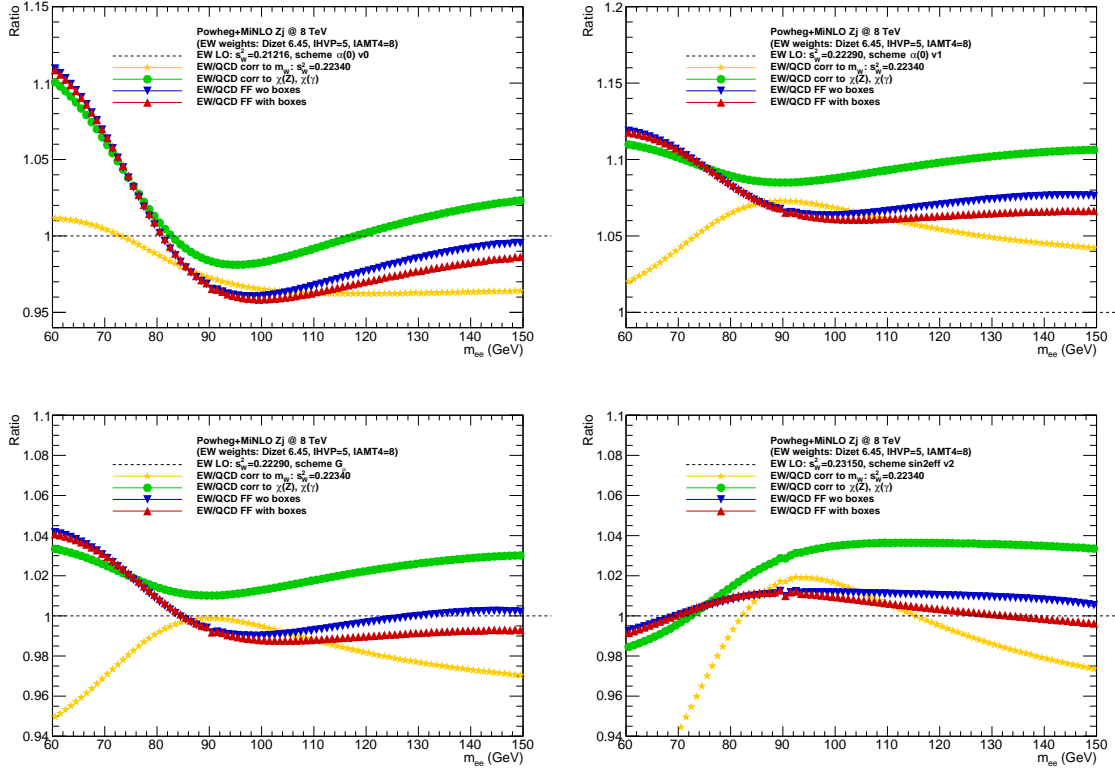 Ratio
1.15
1.1
1.05
1
0.95
60 70 80 90 100 110 120 130 140 150
m_ee (GeV)
Powheg+MiNLO Zj @ 8 TeV
(EW weights: Dizet 6.45, IHVP=5, IAMT4=8)
EW LO: s²_W=0.21216, scheme α(0) v0
EW/QCD corr to m_W: s²_W=0.22340
EW/QCD corr to χ(Z), χ(γ)
EW/QCD FF wo boxes
EW/QCD FF with boxes
Ratio
1.2
1.15
1.1
1.05
1
60 70 80 90 100 110 120 130 140 150
m_ee (GeV)
Powheg+MiNLO Zj @ 8 TeV
(EW weights: Dizet 6.45, IHVP=5, IAMT4=8)
EW LO: s²_W=0.22290, scheme α(0) v1
EW/QCD corr to m_W: s²_W=0.22340
EW/QCD corr to χ(Z), χ(γ)
EW/QCD FF wo boxes
EW/QCD FF with boxes
Ratio
1.1
1.08
1.06
1.04
1.02
1
0.98
0.96
0.94
60 70 80 90 100 110 120 130 140 150
m_ee (GeV)
Powheg+MiNLO Zj @ 8 TeV
(EW weights: Dizet 6.45, IHVP=5, IAMT4=8)
EW LO: s²_W=0.22290, scheme G_μ
EW/QCD corr to m_W: s²_W=0.22340
EW/QCD corr to χ(Z), χ(γ)
EW/QCD FF wo boxes
EW/QCD FF with boxes
Ratio
1.1
1.08
1.06
1.04
1.02
1
0.98
0.96
0.94
60 70 80 90 100 110 120 130 140 150
m_ee (GeV)
Powheg+MiNLO Zj @ 8 TeV
(EW weights: Dizet 6.45, IHVP=5, IAMT4=8)
EW LO: s²_W=0.23150, scheme sin2eff v2
EW/QCD corr to m_W: s²_W=0.22340
EW/QCD corr to χ(Z), χ(γ)
EW/QCD FF wo boxes
EW/QCD FF with boxes